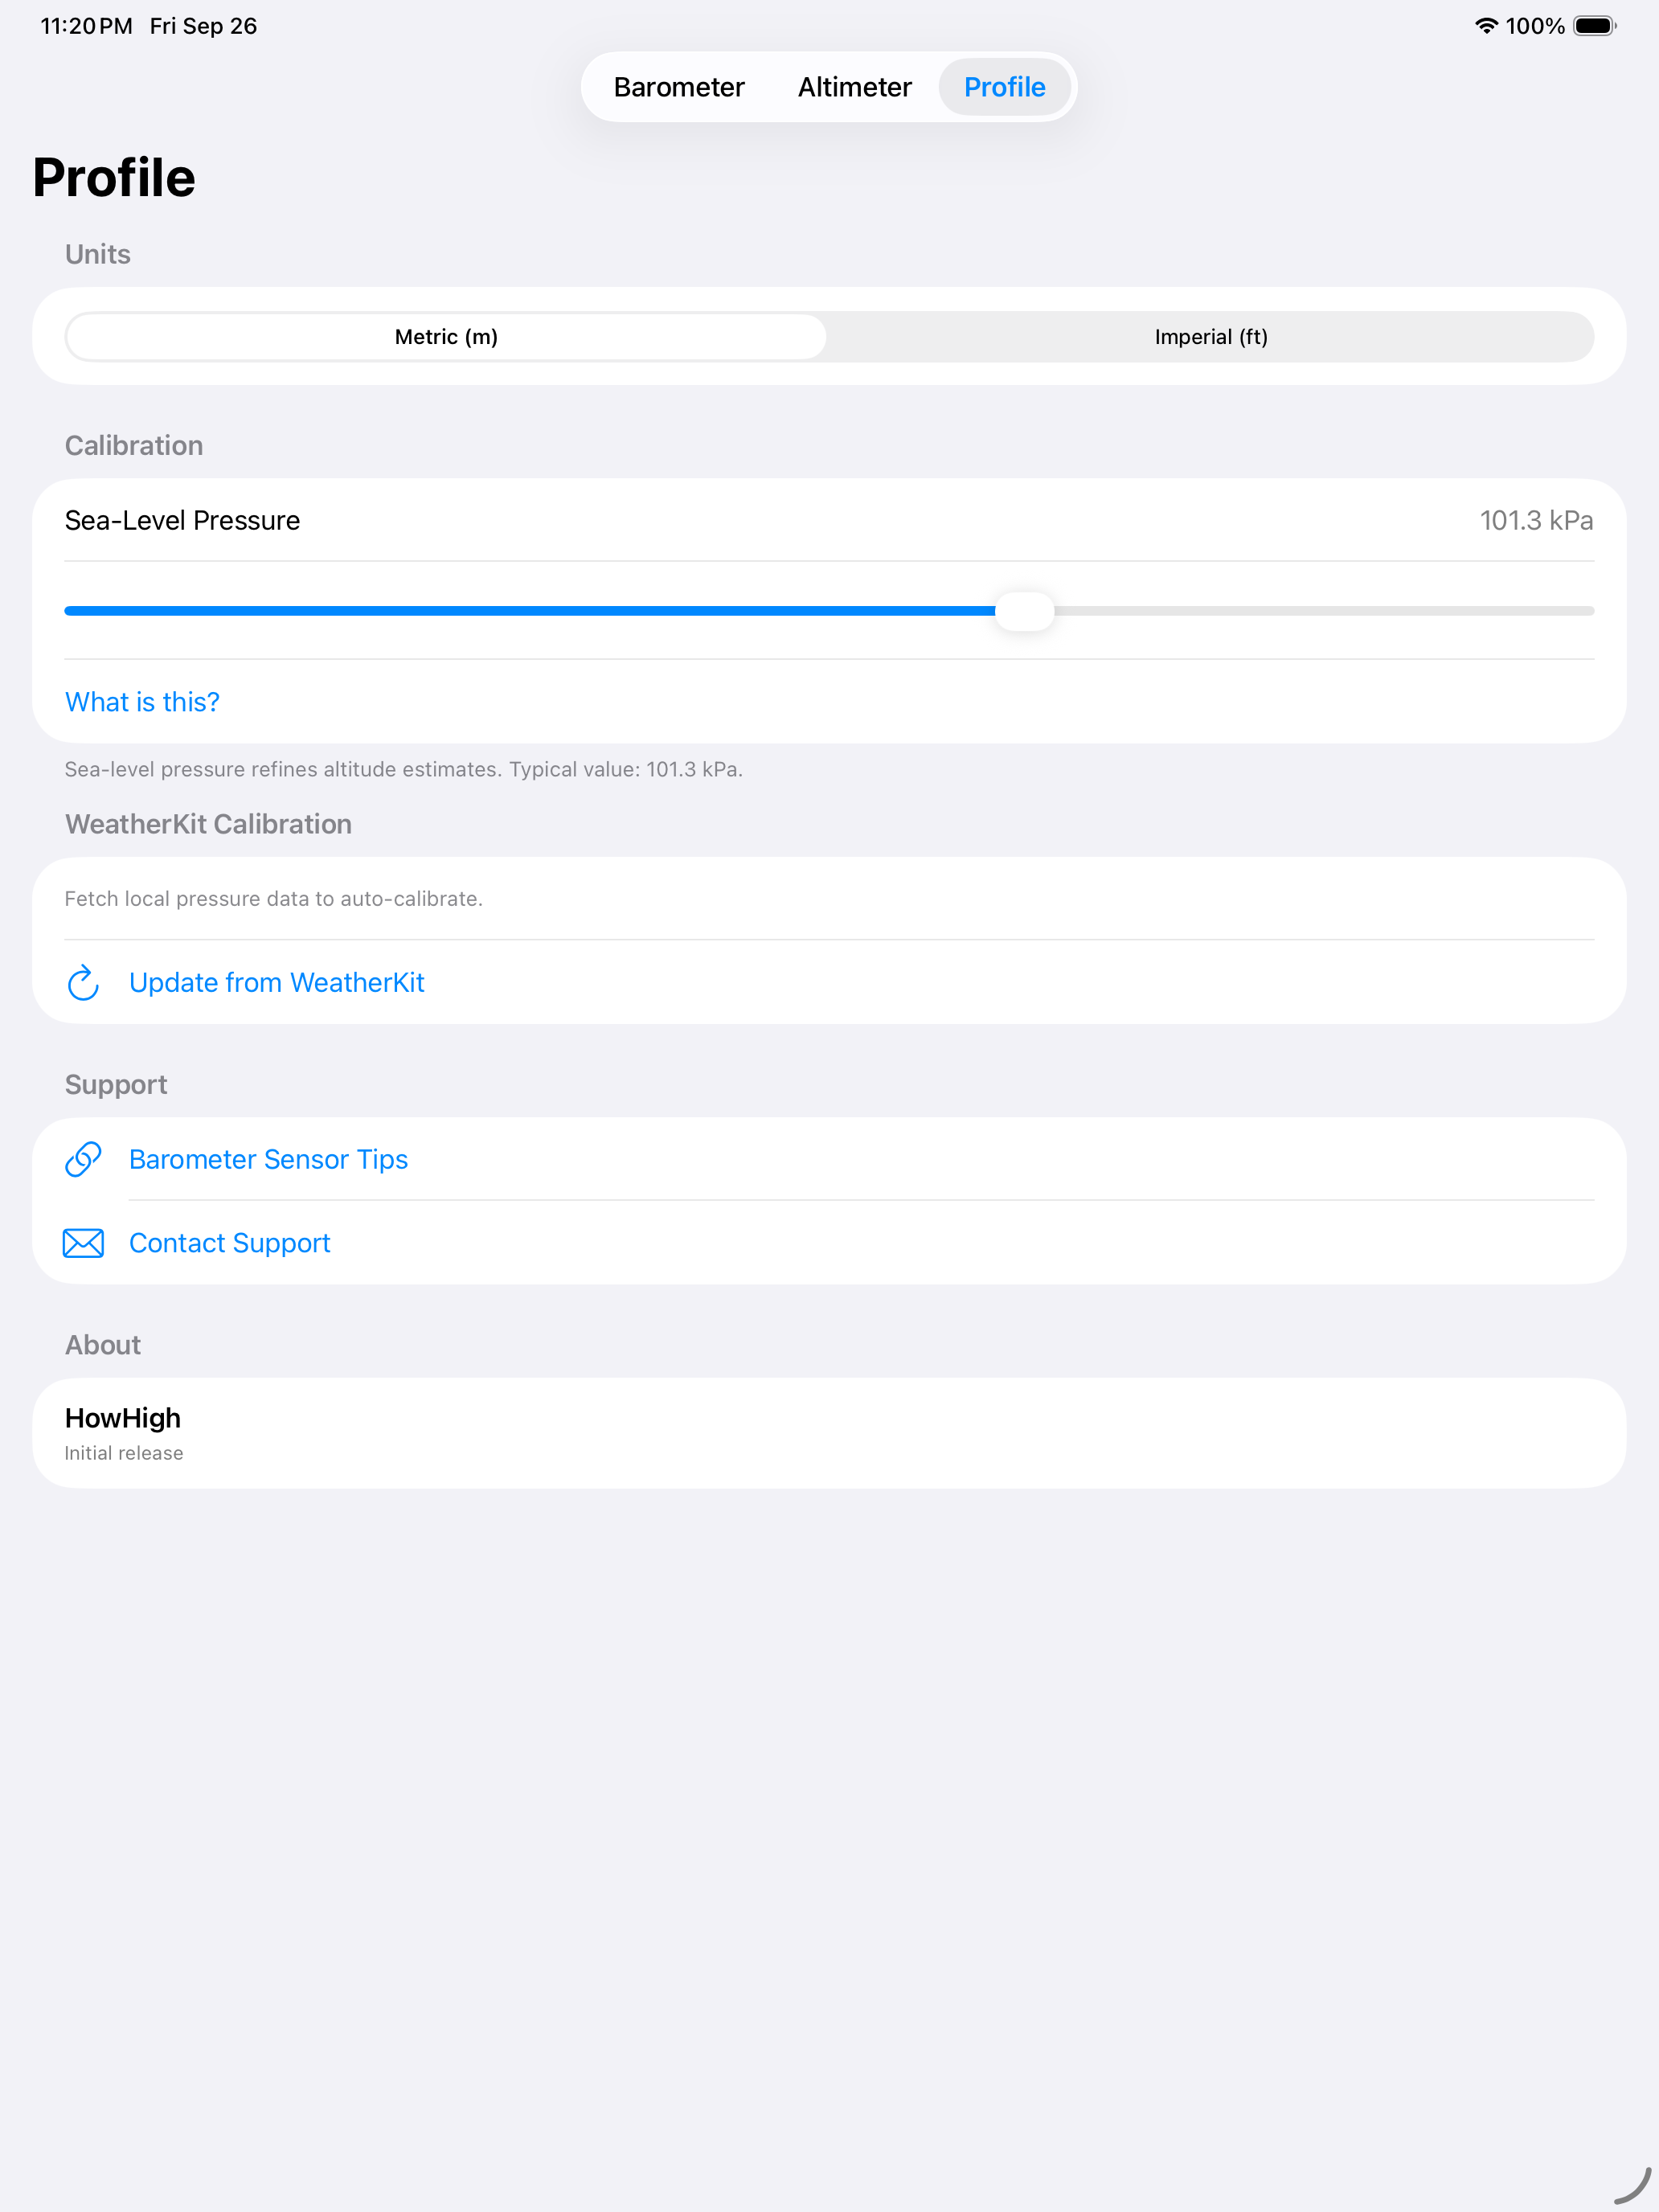 11:20 PM Fri Sep 26
100%
Barometer Altimeter Profile
Profile
Units
Metric (m) Imperial (ft)
Calibration
Sea-Level Pressure 101.3 kPa
What is this?
Sea-level pressure refines altitude estimates. Typical value: 101.3 kPa.
WeatherKit Calibration
Fetch local pressure data to auto-calibrate.
Update from WeatherKit
Support
Barometer Sensor Tips
Contact Support
About
HowHigh
Initial release